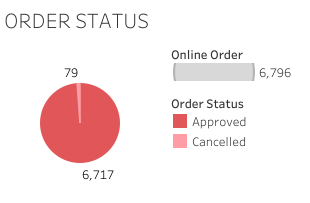 ORDER STATUS
Online Order
6,796
79
Order Status
Approved
Cancelled
6,717